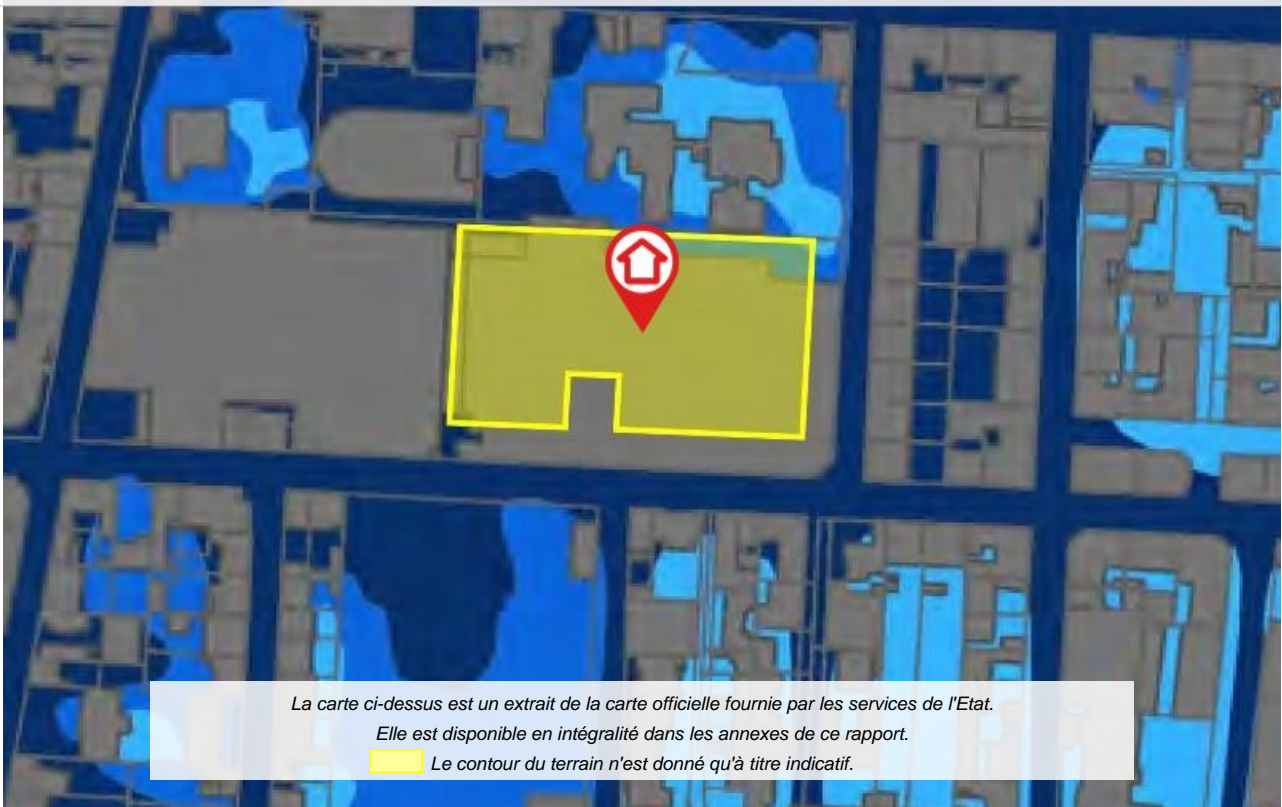 La carte ci-dessus est un extrait de la carte officielle fournie par les services de l'Etat.
Elle est disponible en intégralité dans les annexes de ce rapport.
Le contour du terrain n'est donné qu'à titre indicatif.